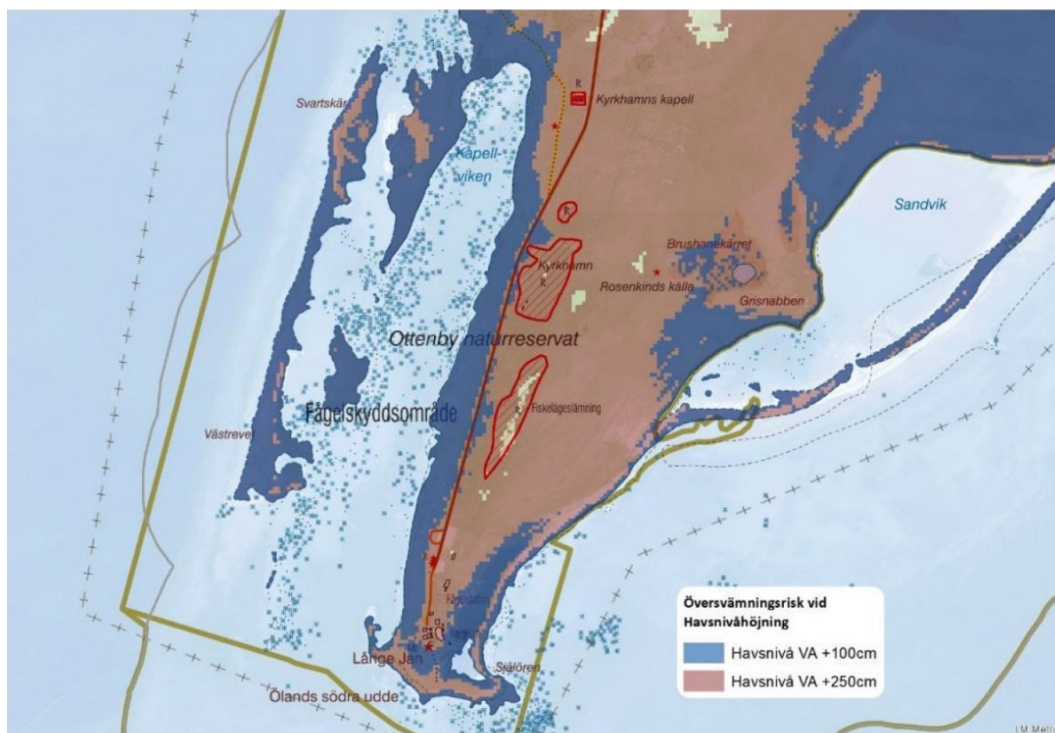 R
Kyrkhamns kapell
Svartskär
Kapell-
viken
Sandvik
R
Brushanekärret
Kyrkhamn
R
Rosenkinds källa
Grisnabben
Ottenby naturreservat
Fågelskyddsområde
Fiskelägeslämning
R
Västrevet
Översvämningsrisk vid
Havsnivåhöjning
Havsnivå VA +100cm
Havsnivå VA +250cm
Långe Jan
Själören
Ölands södra udde